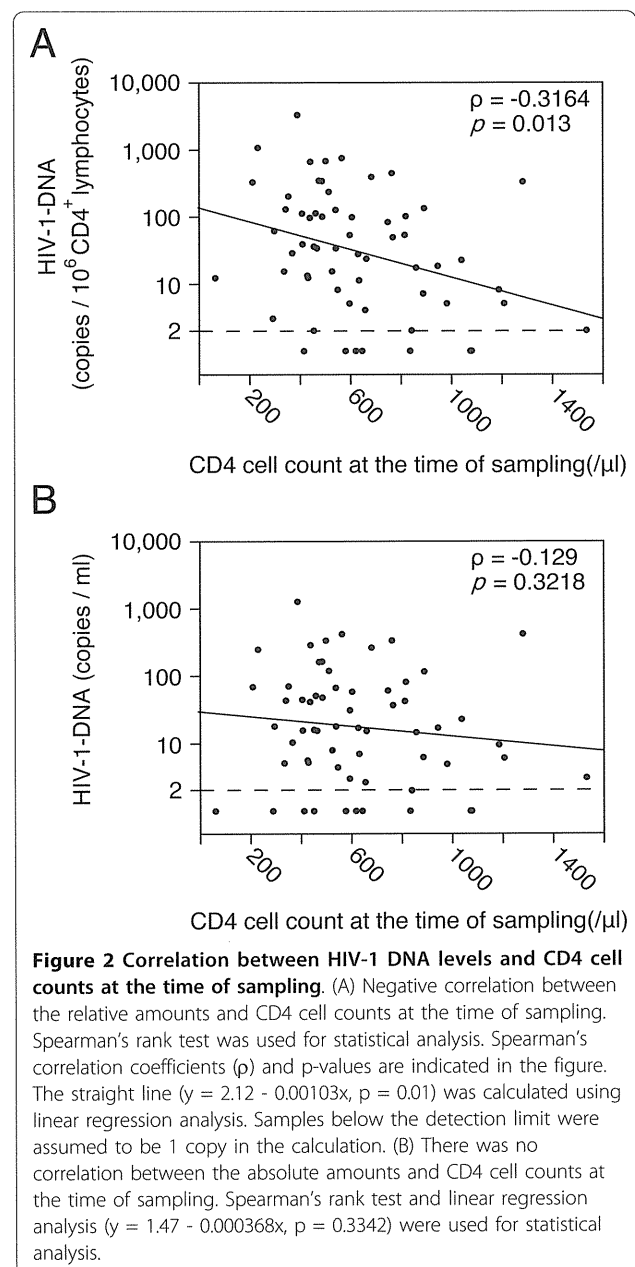 A
10,000
1,000
100
10
2
HIV-1-DNA
(copies / 10⁶ CD4⁺ lymphocytes)
ρ = -0.3164
p = 0.013
200
600
1000
1400
CD4 cell count at the time of sampling(/μl)
B
10,000
1,000
100
10
2
HIV-1-DNA (copies / ml)
ρ = -0.129
p = 0.3218
200
600
1000
1400
CD4 cell count at the time of sampling(/μl)
Figure 2 Correlation between HIV-1 DNA levels and CD4 cell
counts at the time of sampling. (A) Negative correlation between
the relative amounts and CD4 cell counts at the time of sampling.
Spearman's rank test was used for statistical analysis. Spearman's
correlation coefficients (ρ) and p-values are indicated in the figure.
The straight line (y = 2.12 - 0.00103x, p = 0.01) was calculated using
linear regression analysis. Samples below the detection limit were
assumed to be 1 copy in the calculation. (B) There was no
correlation between the absolute amounts and CD4 cell counts at
the time of sampling. Spearman's rank test and linear regression
analysis (y = 1.47 - 0.000368x, p = 0.3342) were used for statistical
analysis.